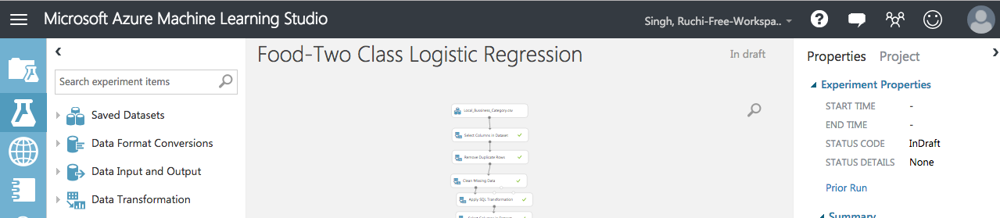 Microsoft Azure Machine Learning Studio
Singh, Ruchi-Free-Workspa..
Food-Two Class Logistic Regression
In draft
Properties Project
Search experiment items
Experiment Properties
Saved Datasets
START TIME -
Local_Bussiness_Category.csv
END TIME -
Select Columns in Dataset
Data Format Conversions
STATUS CODE InDraft
Remove Duplicate Rows
STATUS DETAILS None
Data Input and Output
Clean Missing Data
Prior Run
Data Transformation
Apply SQL Transformation
Summary